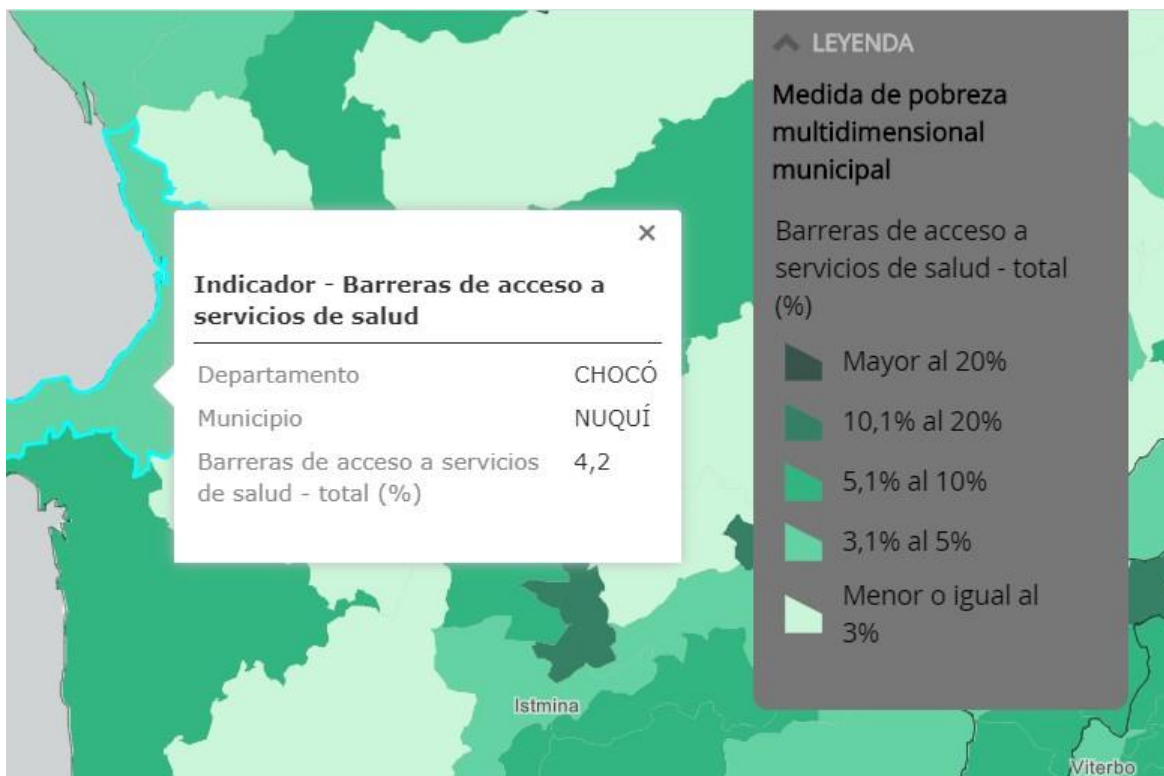 LEYENDA
Medida de pobreza
multidimensional
municipal
Barreras de acceso a
servicios de salud - total
(%)
Mayor al 20%
10,1% al 20%
5,1% al 10%
3,1% al 5%
Menor o igual al
3%
×
Indicador - Barreras de acceso a
servicios de salud
Departamento CHOCÓ
Municipio NUQUÍ
Barreras de acceso a servicios 4,2
de salud - total (%)
Istmina
Viterbo